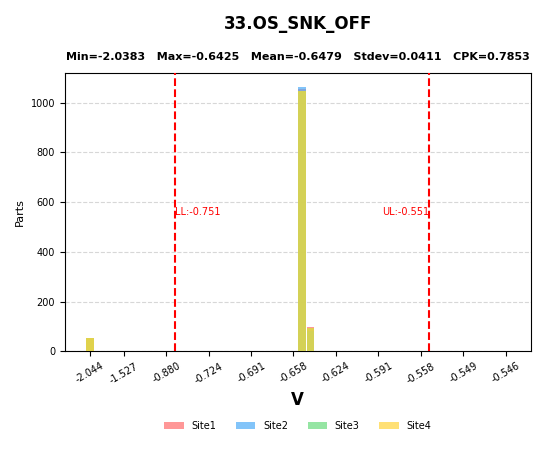 33.OS_SNK_OFF
Min=-2.0383 Max=-0.6425 Mean=-0.6479 Stdev=0.0411 CPK=0.7853
1000
800
600
400
200
0
Parts
LL:-0.751
UL:-0.551
-2.044 -1.527 -0.880 -0.724 -0.691 -0.658 -0.624 -0.591 -0.558 -0.549 -0.546
V
Site1 Site2 Site3 Site4